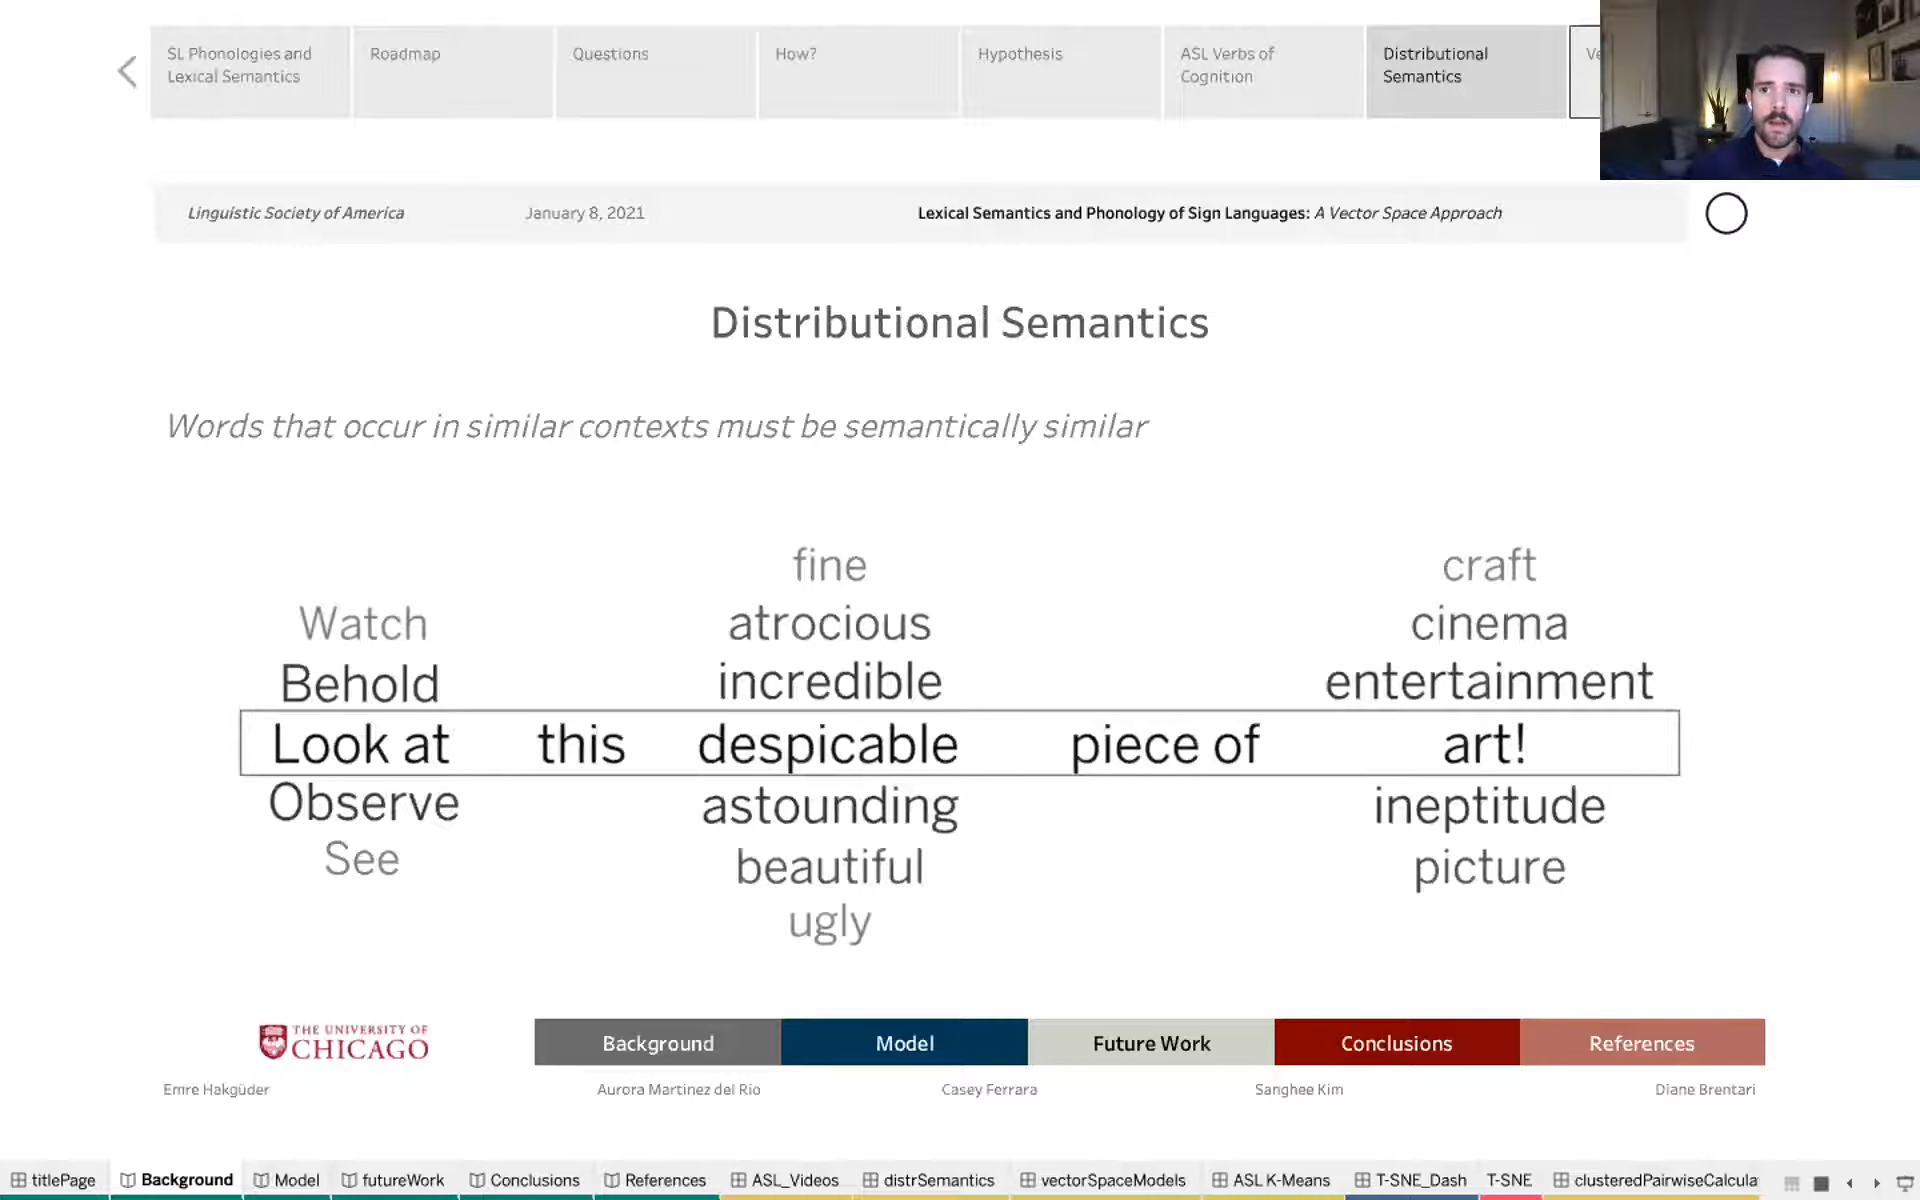 SL Phonologies and
Lexical Semantics
Roadmap
Questions
How?
Hypothesis
ASL Verbs of
Cognition
Distributional
Semantics
Ve
Linguistic Society of America
January 8, 2021
Lexical Semantics and Phonology of Sign Languages: A Vector Space Approach
Distributional Semantics
Words that occur in similar contexts must be semantically similar
fine
craft
Watch
atrocious
cinema
Behold
incredible
entertainment
Look at this despicable piece of art!
Observe
astounding
ineptitude
See
beautiful
picture
ugly
THE UNIVERSITY OF
CHICAGO
Background
Model
Future Work
Conclusions
References
Emre Hakgüder
Aurora Martinez del Rio
Casey Ferrara
Sanghee Kim
Diane Brentari
titlePage
Background
Model
futureWork
Conclusions
References
ASL_Videos
distrSemantics
vectorSpaceModels
ASL K-Means
T-SNE_Dash
T-SNE
clusteredPairwiseCalcula